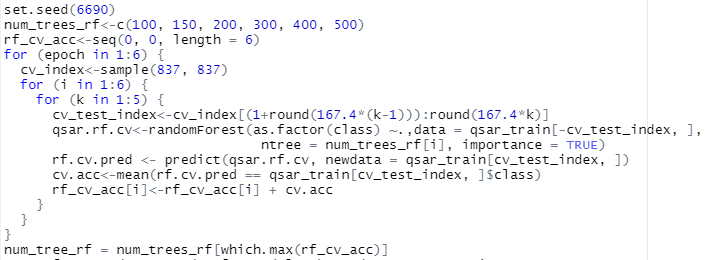 set.seed(6690)
num_trees_rf<-c(100, 150, 200, 300, 400, 500)
rf_cv_acc<-seq(0, 0, length = 6)
for (epoch in 1:6) {
  cv_index<-sample(837, 837)
  for (i in 1:6) {
    for (k in 1:5) {
      cv_test_index<-cv_index[(1+round(167.4*(k-1))):round(167.4*k)]
      qsar.rf.cv<-randomForest(as.factor(class) ~.,data = qsar_train[-cv_test_index, ],
                               ntree = num_trees_rf[i], importance = TRUE)
      rf.cv.pred <- predict(qsar.rf.cv, newdata = qsar_train[cv_test_index, ])
      cv.acc<-mean(rf.cv.pred == qsar_train[cv_test_index, ]$class)
      rf_cv_acc[i]<-rf_cv_acc[i] + cv.acc
    }
  }
}
num_tree_rf = num_trees_rf[which.max(rf_cv_acc)]